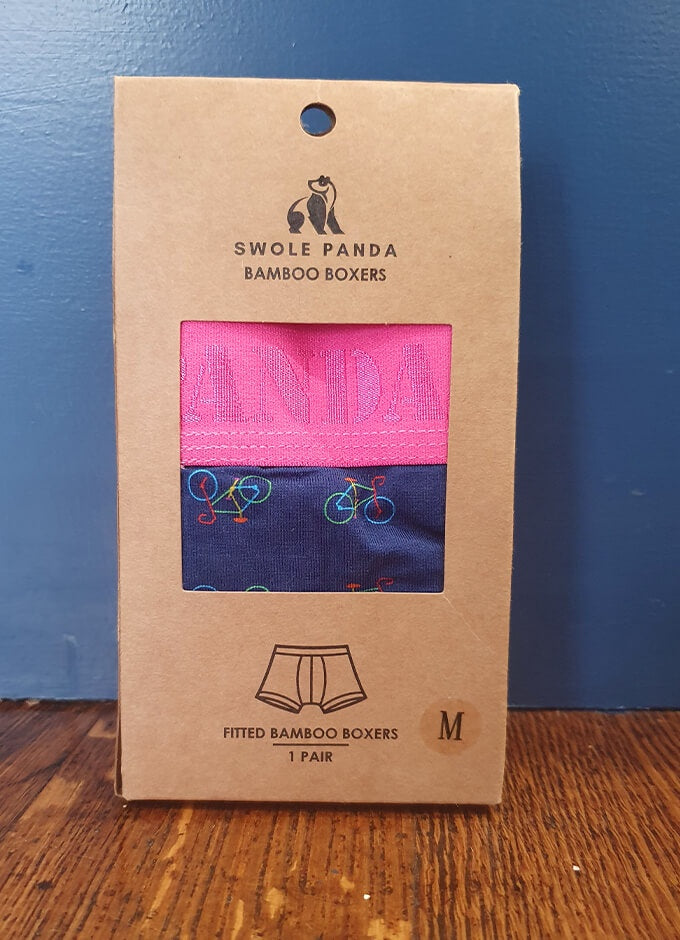 SWOLE PANDA
BAMBOO BOXERS
PANDA
FITTED BAMBOO BOXERS
1 PAIR
M